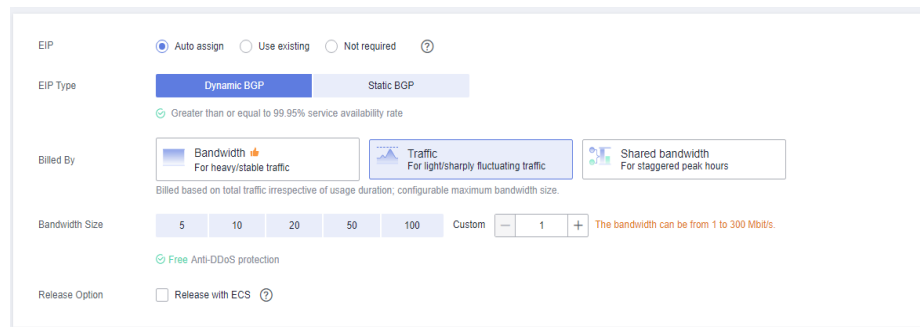 EIP Auto assign Use existing Not required ?
EIP Type Dynamic BGP Static BGP
Greater than or equal to 99.95% service availability rate
Billed By
Bandwidth
For heavy/stable traffic
Traffic
For light/sharply fluctuating traffic
Shared bandwidth
For staggered peak hours
Billed based on total traffic irrespective of usage duration; configurable maximum bandwidth size.
Bandwidth Size 5 10 20 50 100 Custom — 1 + The bandwidth can be from 1 to 300 Mbit/s.
Free Anti-DDoS protection
Release Option Release with ECS ?